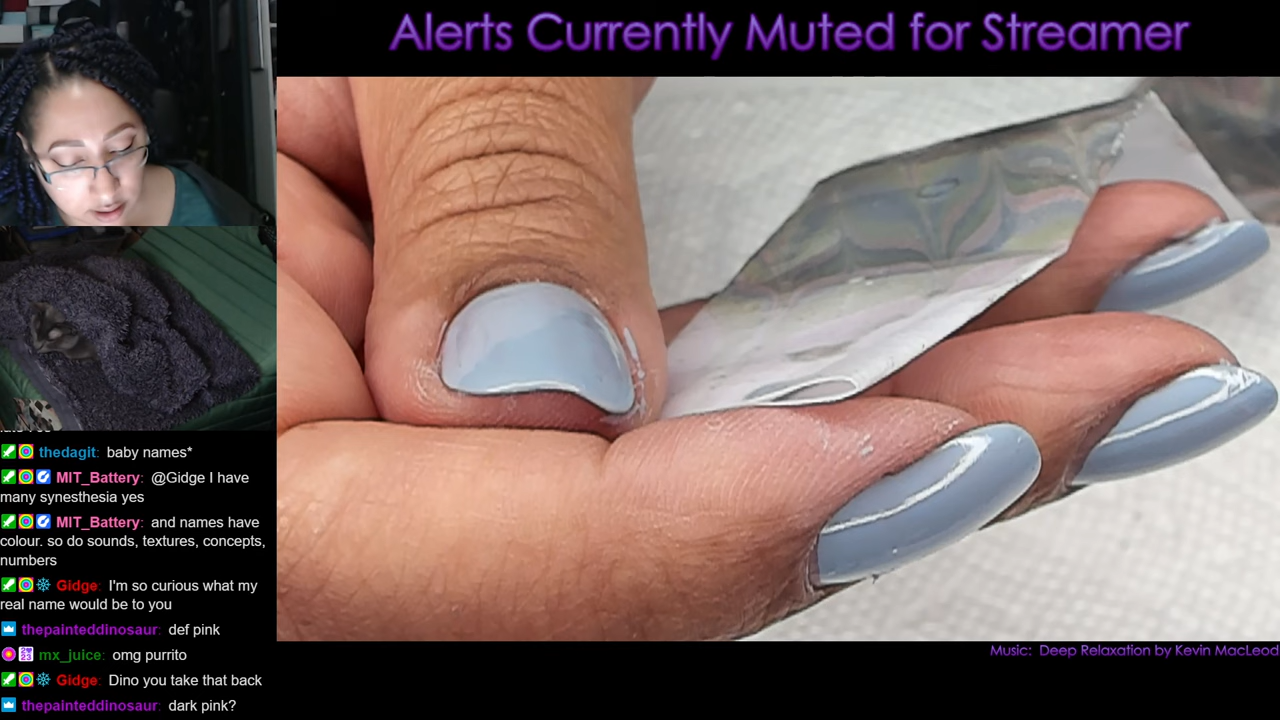 Alerts Currently Muted for Streamer
thedagit: baby names*
MIT_Battery: @Gidge I have
many synesthesia yes
MIT_Battery: and names have
colour. so do sounds, textures, concepts,
numbers
Gidge: I'm so curious what my
real name would be to you
thepainteddinosaur: def pink
mx_juice: omg purrito
Gidge: Dino you take that back
thepainteddinosaur: dark pink?
Music: Deep Relaxation by Kevin MacLeod